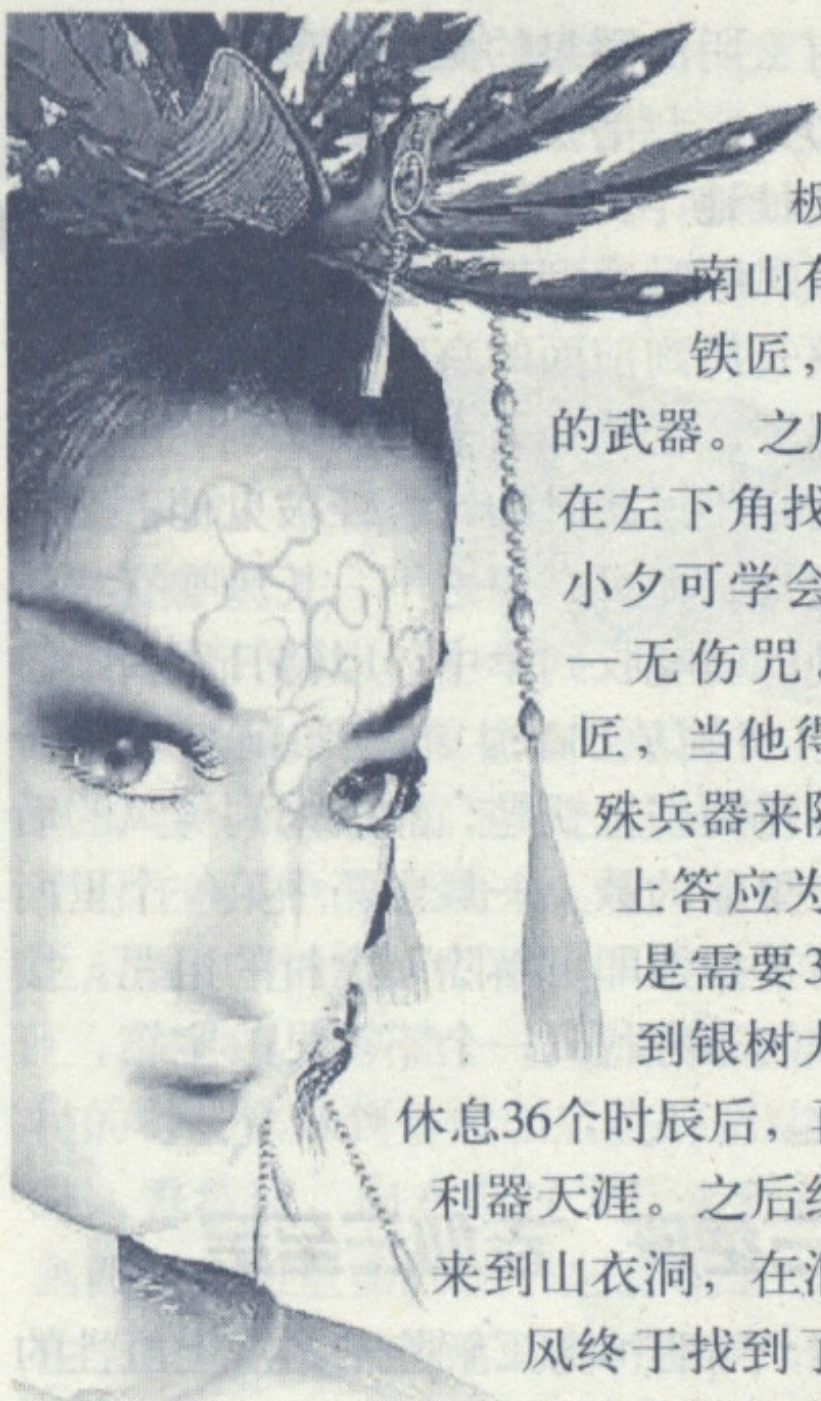 板
南山有
铁匠，
的武器。之后
在左下角找
小夕可学会
—无伤咒
匠，当他得
殊兵器来
上答应为
是需要3
到银树大
休息36个时辰后，再
利器天涯。之后
来到山衣洞，在
风终于找到了